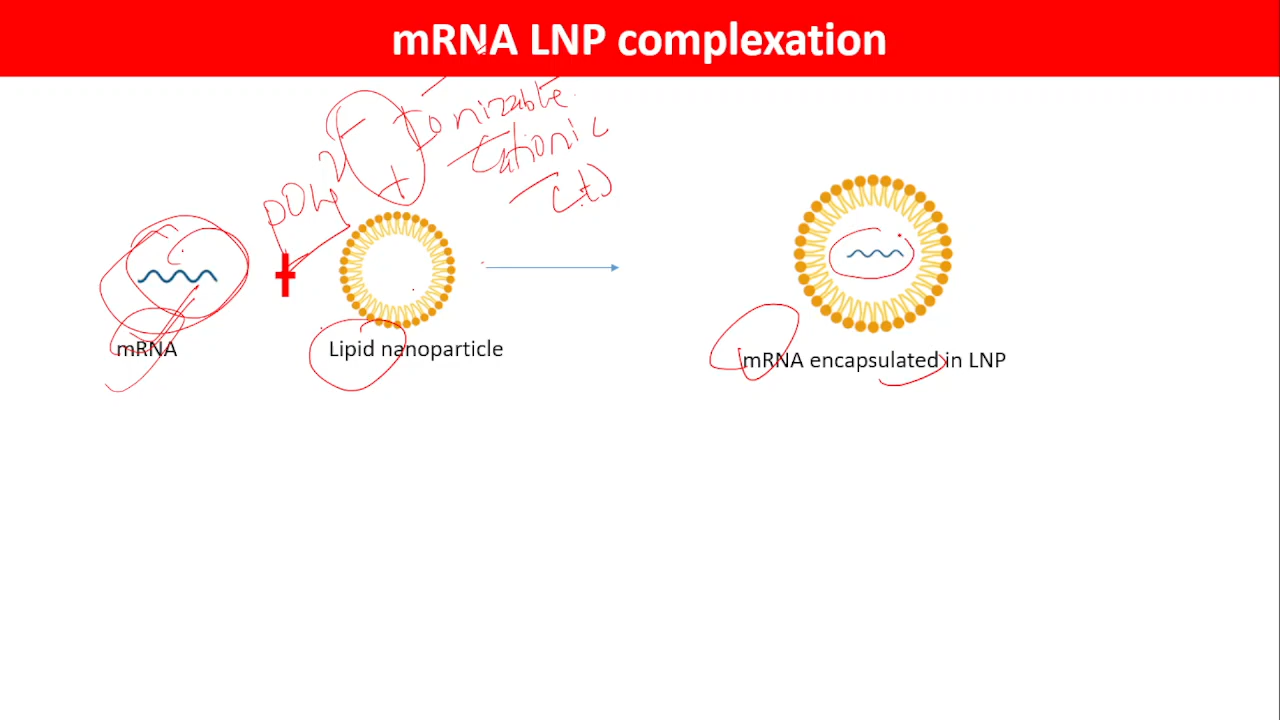 mRNA LNP complexation
Ionizable
Cationic
(+)
mRNA
Lipid nanoparticle
mRNA encapsulated in LNP